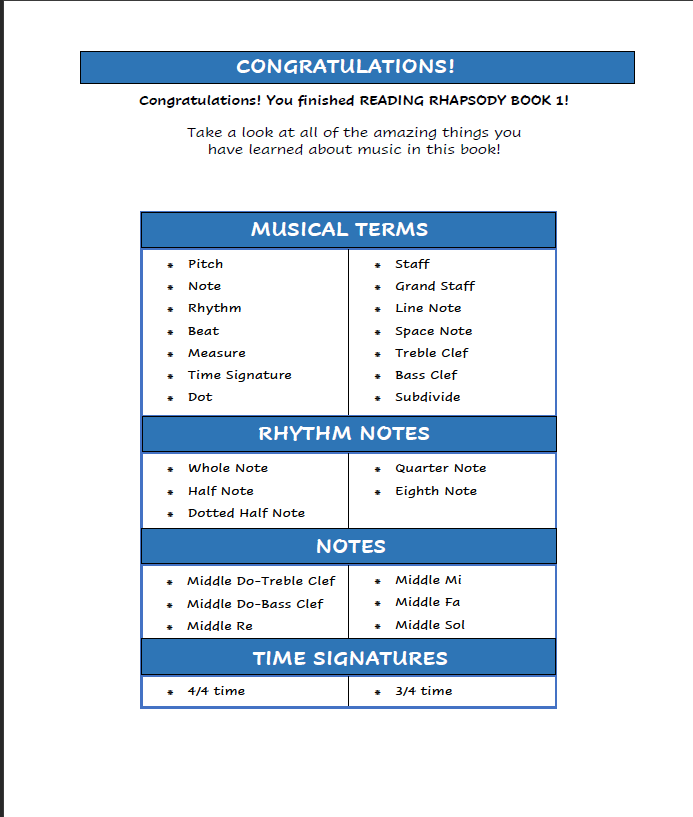 CONGRATULATIONS!
Congratulations! You finished READING RHAPSODY BOOK 1!
Take a look at all of the amazing things you
have learned about music in this book!
MUSICAL TERMS
* Pitch
* Note
* Rhythm
* Beat
* Measure
* Time Signature
* Dot
* Staff
* Grand Staff
* Line Note
* Space Note
* Treble Clef
* Bass Clef
* Subdivide
RHYTHM NOTES
* Whole Note
* Half Note
* Dotted Half Note
* Quarter Note
* Eighth Note
NOTES
* Middle Do-Treble Clef
* Middle Do-Bass Clef
* Middle Re
* Middle Mi
* Middle Fa
* Middle Sol
TIME SIGNATURES
* 4/4 time
* 3/4 time